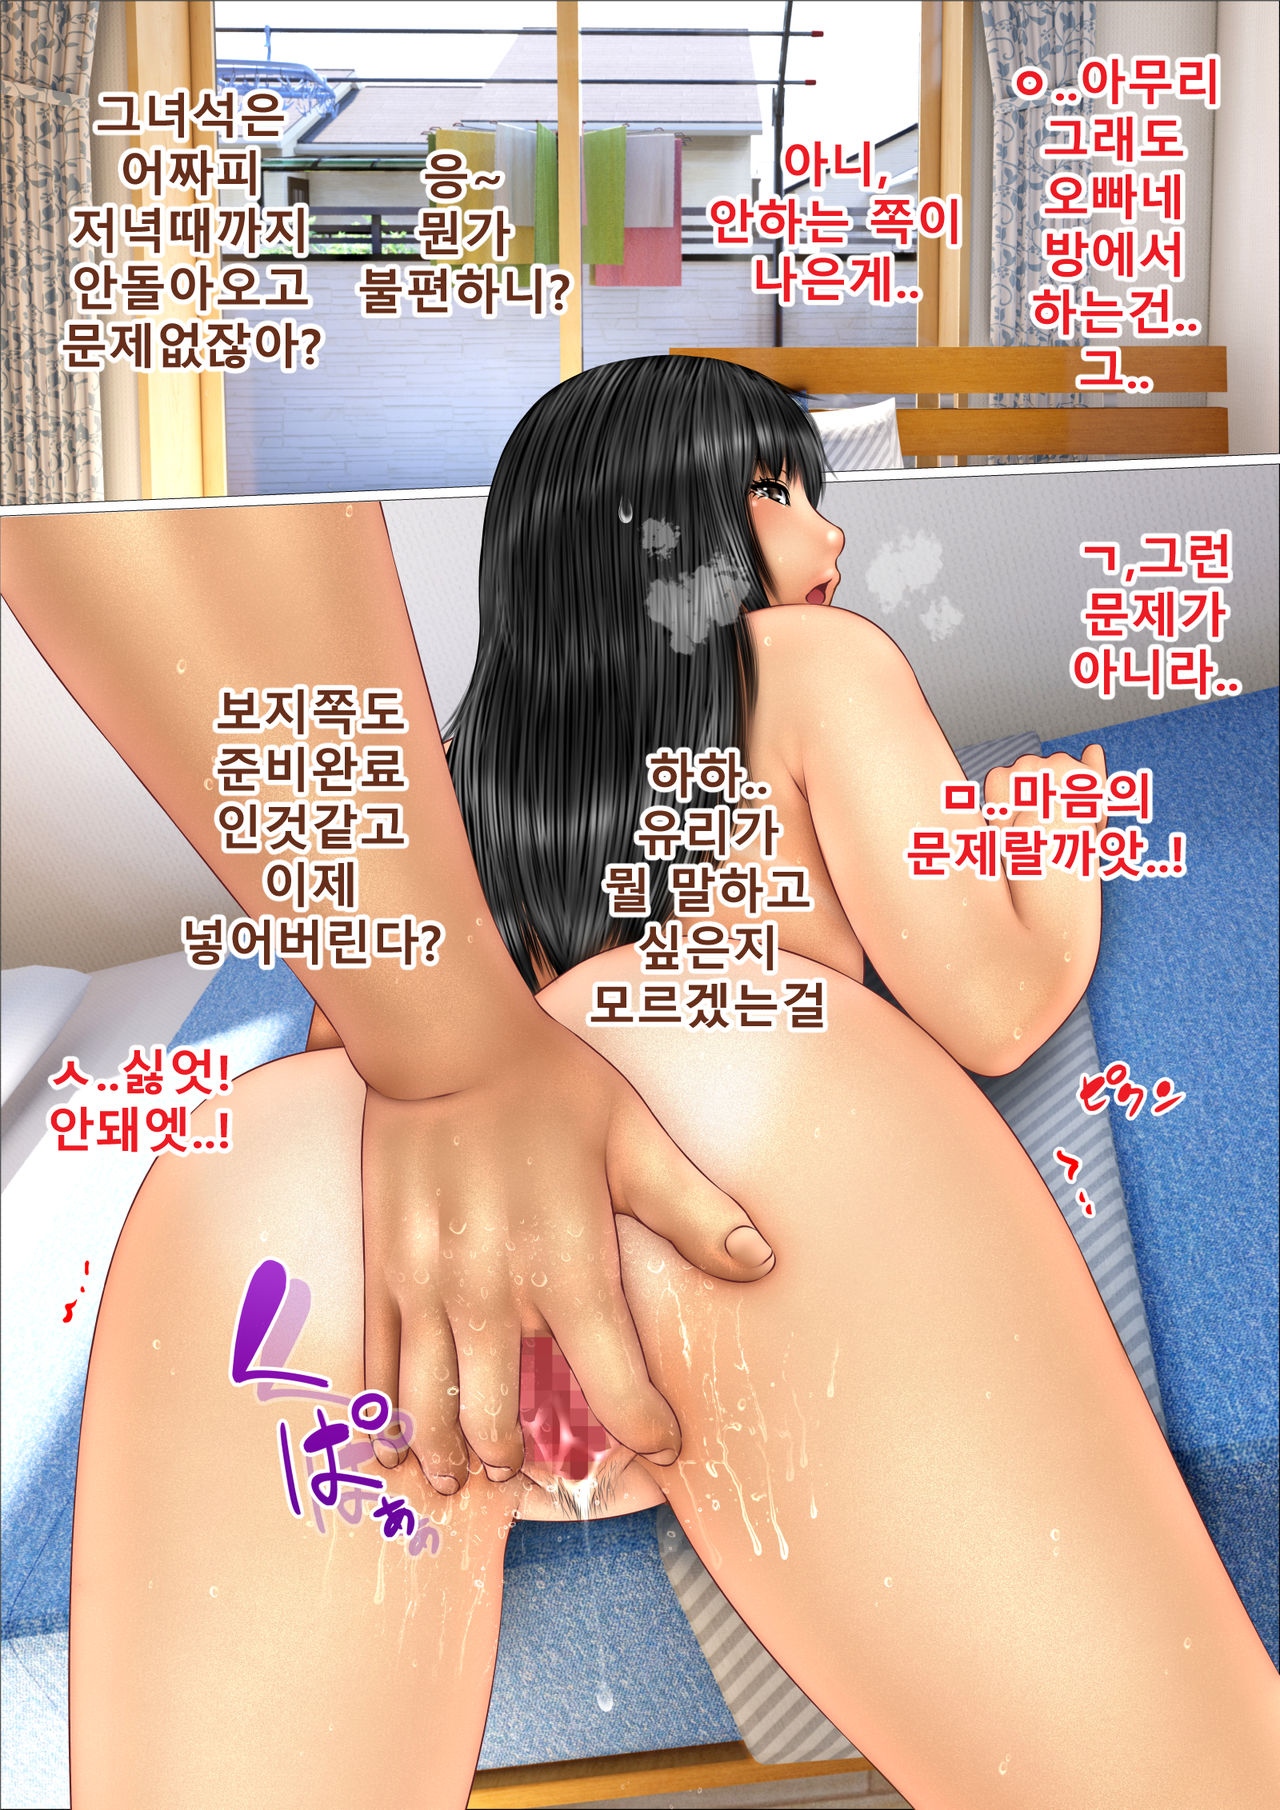 ㅇ..아무리
그래도
오빠네
방에서
하는건..
그..
아니,
안하는 쪽이
나은게..
응~
뭔가
불편하니?
그녀석은
어짜피
저녁때까지
안돌아오고
문제없잖아?
ㄱ,그런
문제가
아니라..
ㅁ..마음의
문제랄까앗..!
하하..
유리가
뭘 말하고
싶은지
모르겠는걸
보지쪽도
준비완료
인것같고
이제
넣어버린다?
ㅅ..싫엇!
안돼엣..!
ピクン
くぱぁぁ